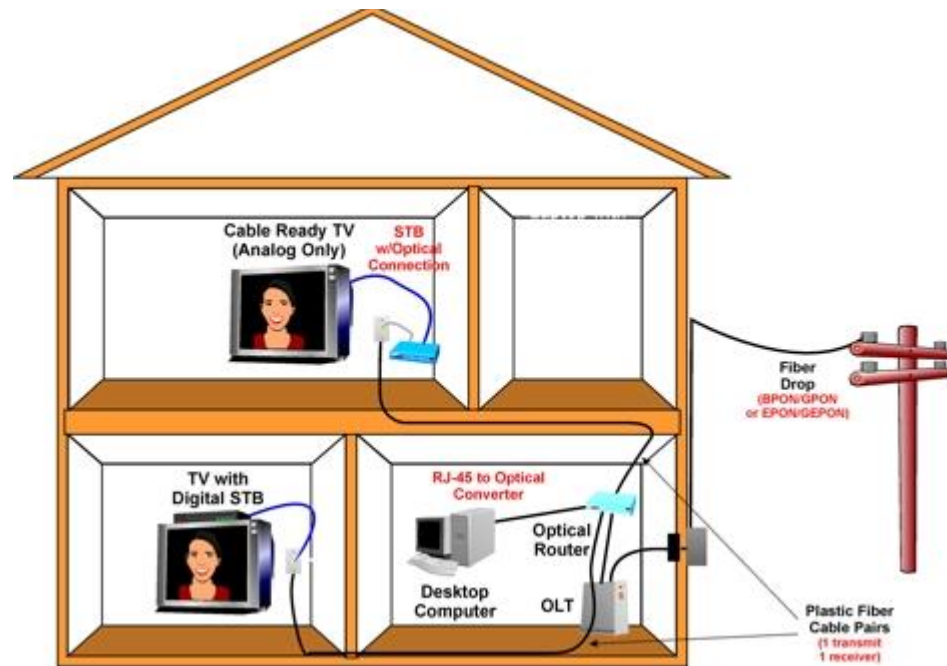 Cable Ready TV
(Analog Only)
STB
w/Optical
Connection
Fiber
Drop
(BPON/GPON
or EPON/GEPON)
TV with
Digital STB
RJ-45 to Optical
Converter
Optical
Router
Desktop
Computer
OLT
Plastic Fiber
Cable Pairs
(1 transmit
1 receiver)